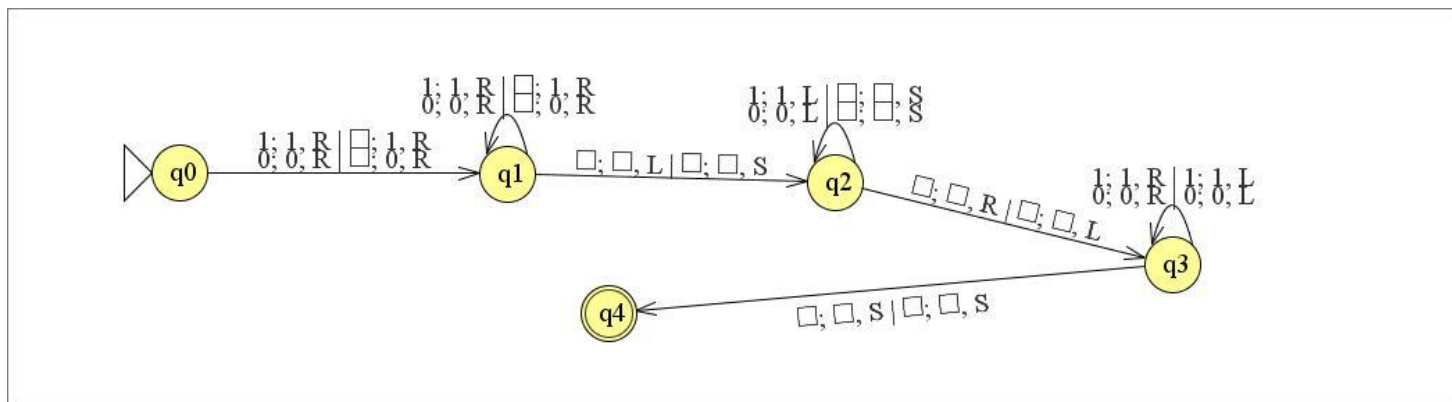 1; 1, R | □; 1, R
0; 0, R | □; 0, R
1; 1, L | □; □, S
0; 0, L | □; □, S
1; 1, R | □; 1, R
0; 0, R | □; 0, R
□; □, L | □; □, S
1; 1, R | 1; 1, L
0; 0, R | 0; 0, L
q0
q1
q2
□; □, R | □; □, L
q3
q4
□; □, S | □; □, S